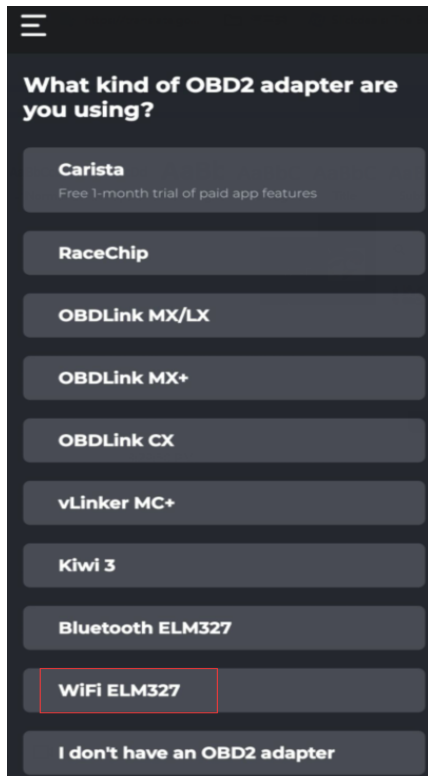 What kind of OBD2 adapter are
you using?
Carista
Free 1-month trial of paid app features
RaceChip
OBDLink MX/LX
OBDLink MX+
OBDLink CX
vLinker MC+
Kiwi 3
Bluetooth ELM327
WiFi ELM327
I don't have an OBD2 adapter